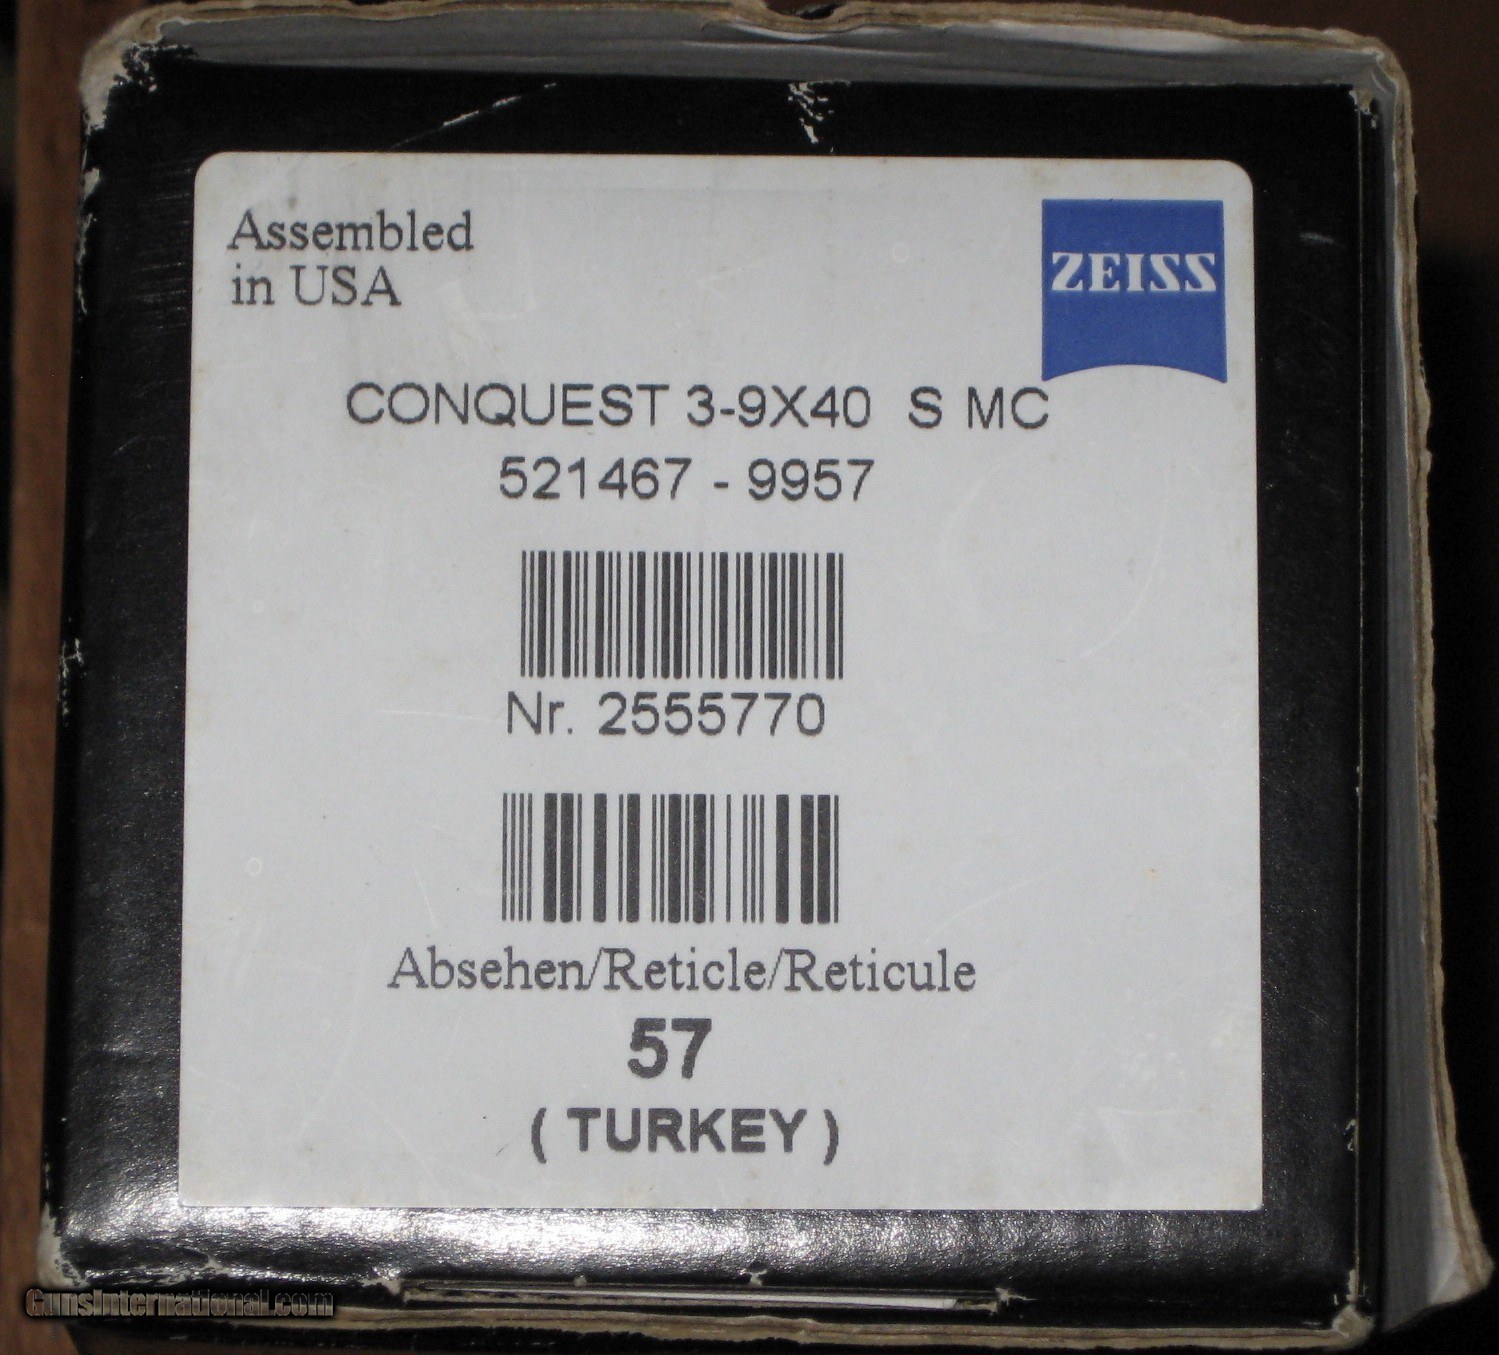 Assembled
in USA
ZEISS
CONQUEST 3-9X40 S MC
521467 - 9957
Nr. 2555770
Absehen/Reticle/Reticule
57
( TURKEY )
GunsInternational.com